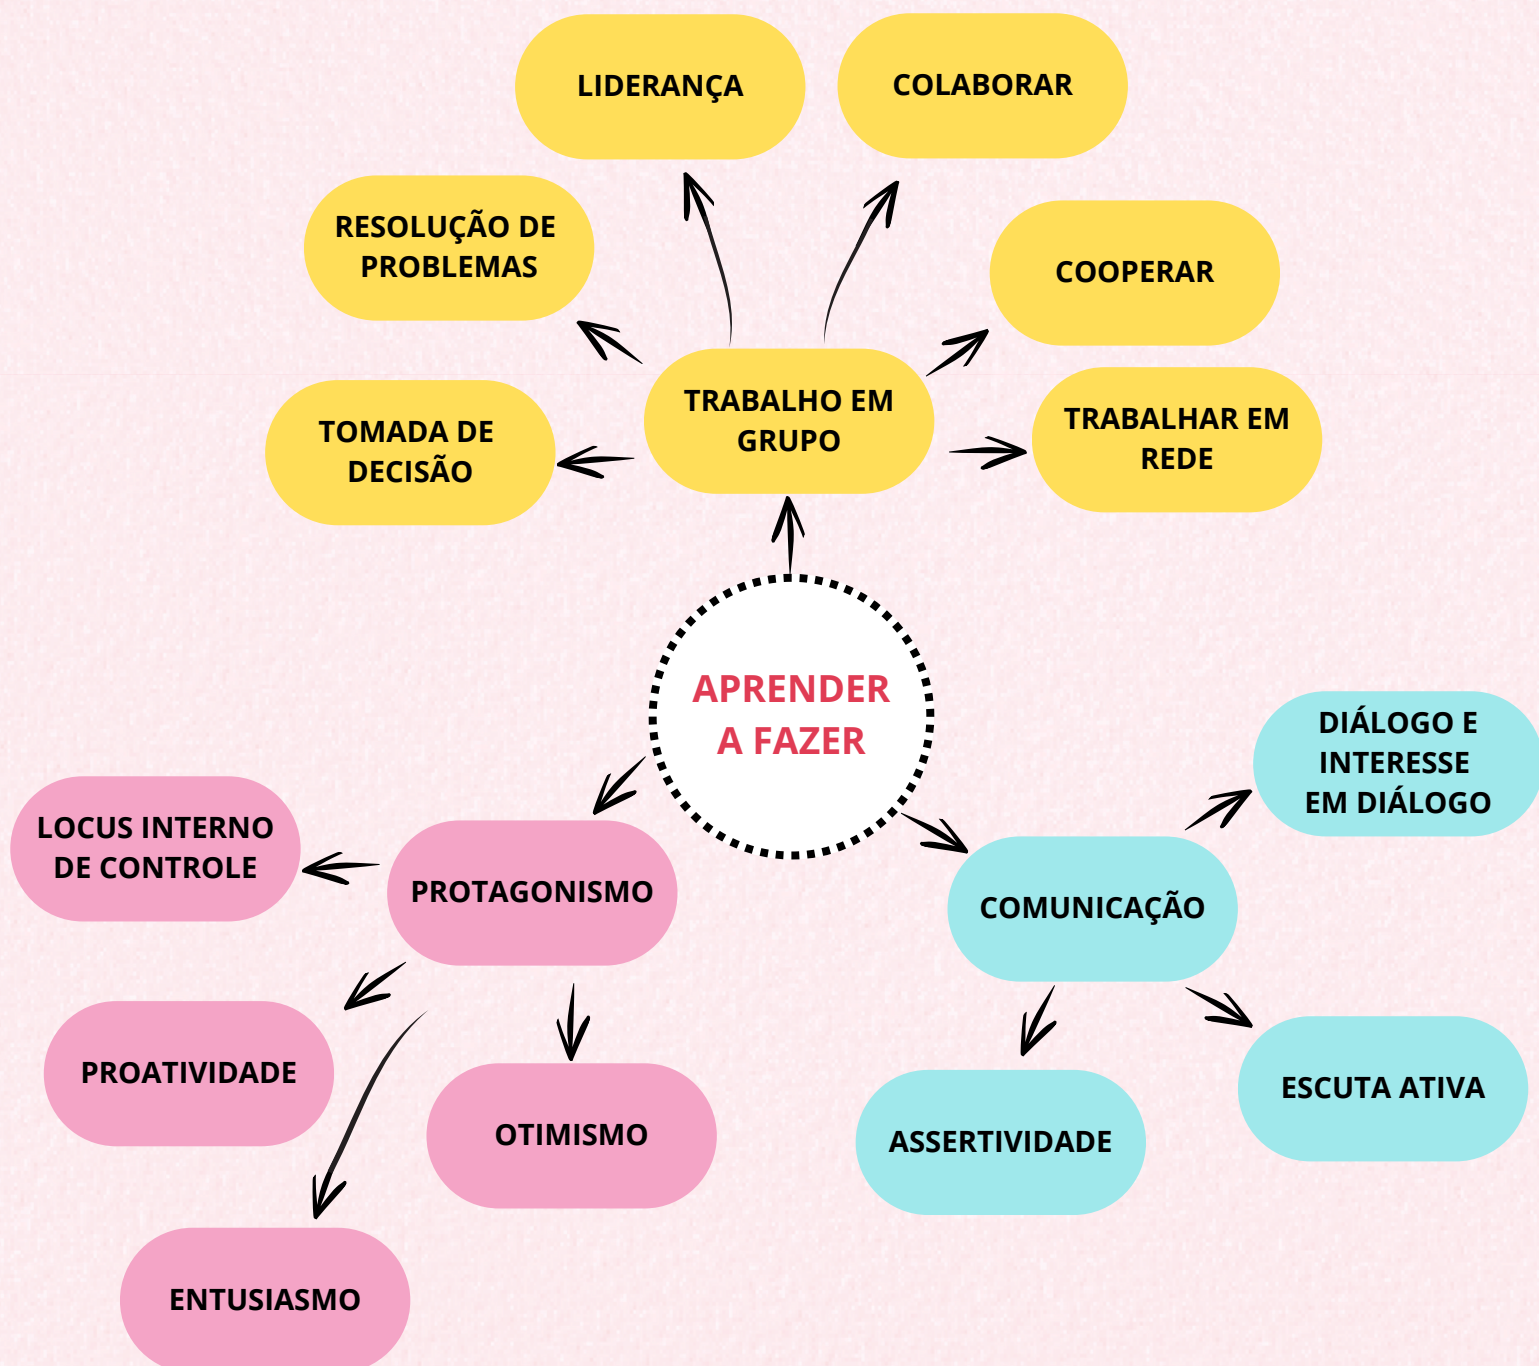 LIDERANÇA
COLABORAR
RESOLUÇÃO DE
PROBLEMAS
COOPERAR
TOMADA DE
DECISÃO
TRABALHO EM
GRUPO
TRABALHAR EM
REDE
APRENDER
A FAZER
DIÁLOGO E
INTERESSE
EM DIÁLOGO
LOCUS INTERNO
DE CONTROLE
PROTAGONISMO
COMUNICAÇÃO
PROATIVIDADE
OTIMISMO
ASSERTIVIDADE
ESCUTA ATIVA
ENTUSIASMO